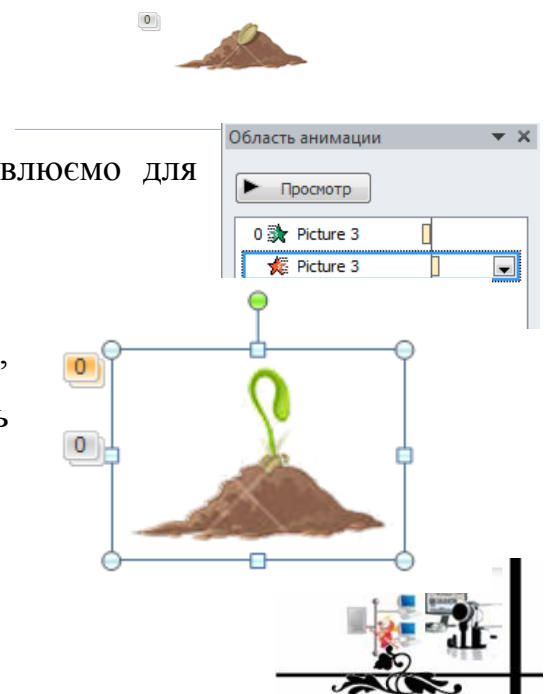 0
Область анимации
влюємо для
Просмотр
0 Picture 3
Picture 3
0
,
ь
0